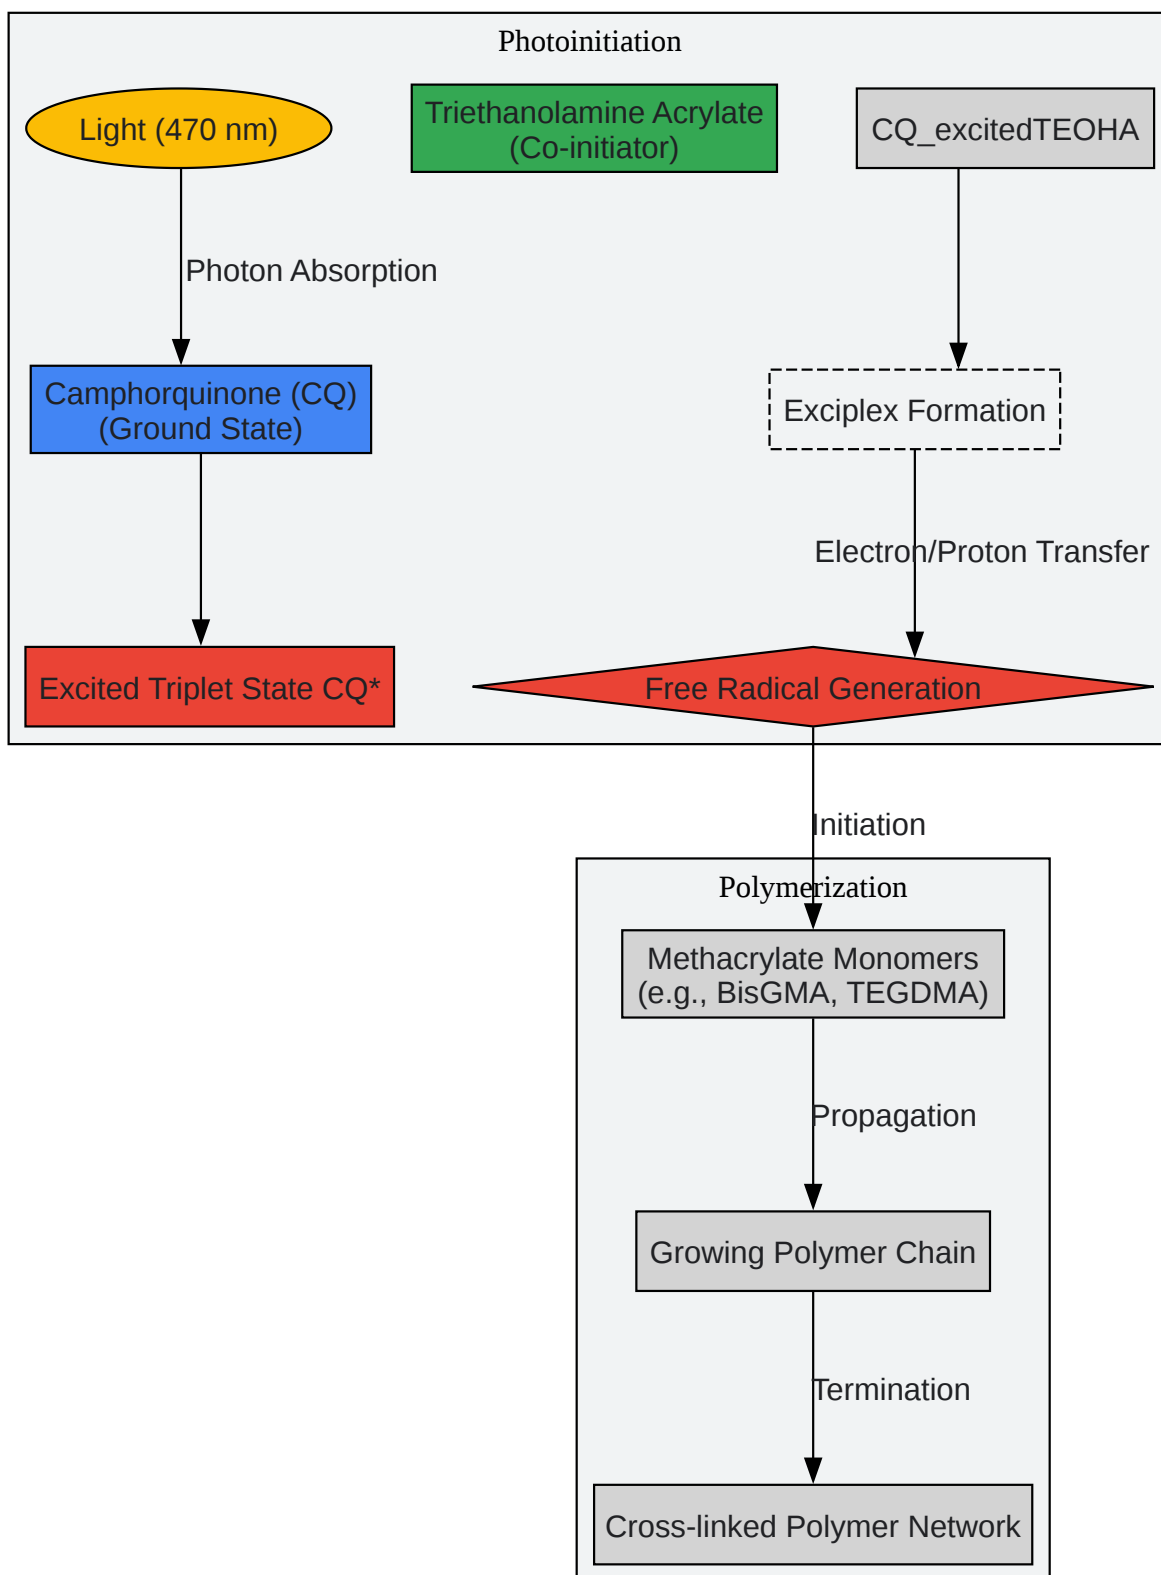 Photoinitiation
Light (470 nm)
Triethanolamine Acrylate
(Co-initiator)
CQ_excitedTEOHA
Photon Absorption
Camphorquinone (CQ)
(Ground State)
Exciplex Formation
Electron/Proton Transfer
Excited Triplet State CQ*
Free Radical Generation
Initiation
Polymerization
Methacrylate Monomers
(e.g., BisGMA, TEGDMA)
Propagation
Growing Polymer Chain
Termination
Cross-linked Polymer Network